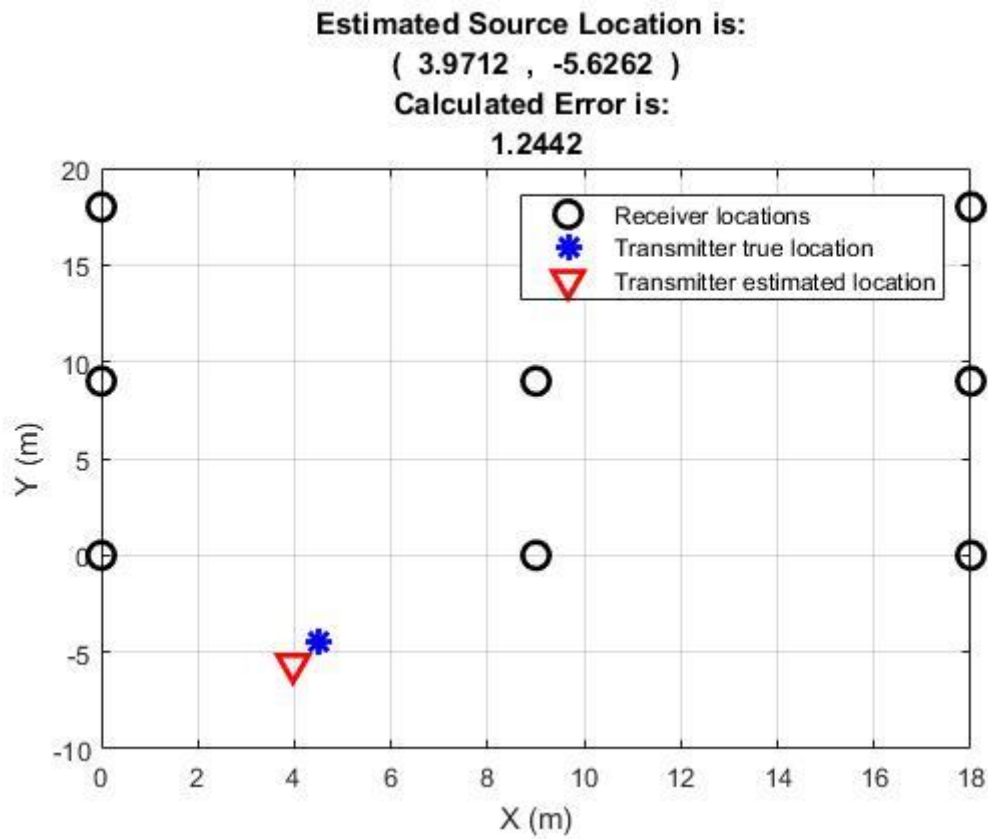 Estimated Source Location is:
( 3.9712 , -5.6262 )
Calculated Error is:
1.2442
20
15
10
5
0
-5
-10
Y (m)
Receiver locations
Transmitter true location
Transmitter estimated location
0 2 4 6 8 10 12 14 16 18
X (m)